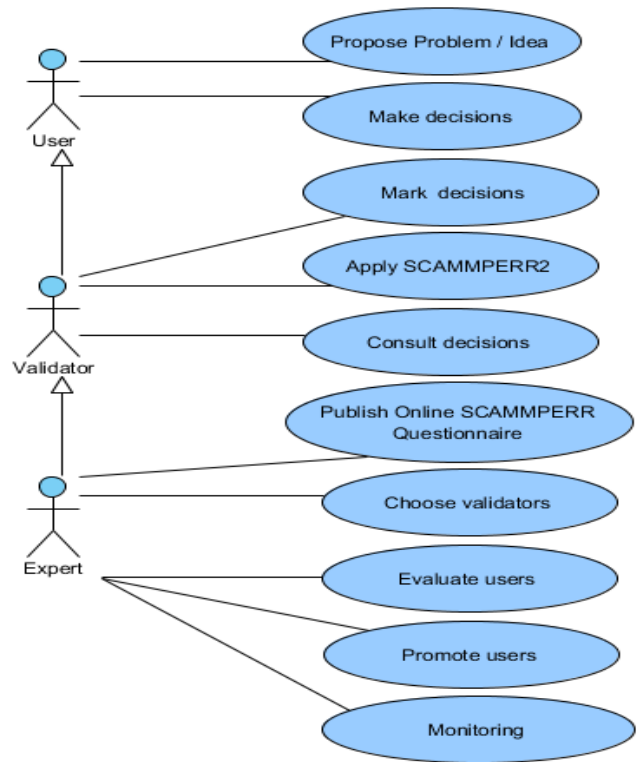 Propose Problem / Idea
User
Make decisions
Mark decisions
Apply SCAMMPERR2
Validator
Consult decisions
Publish Online SCAMMPERR
Questionnaire
Choose validators
Expert
Evaluate users
Promote users
Monitoring